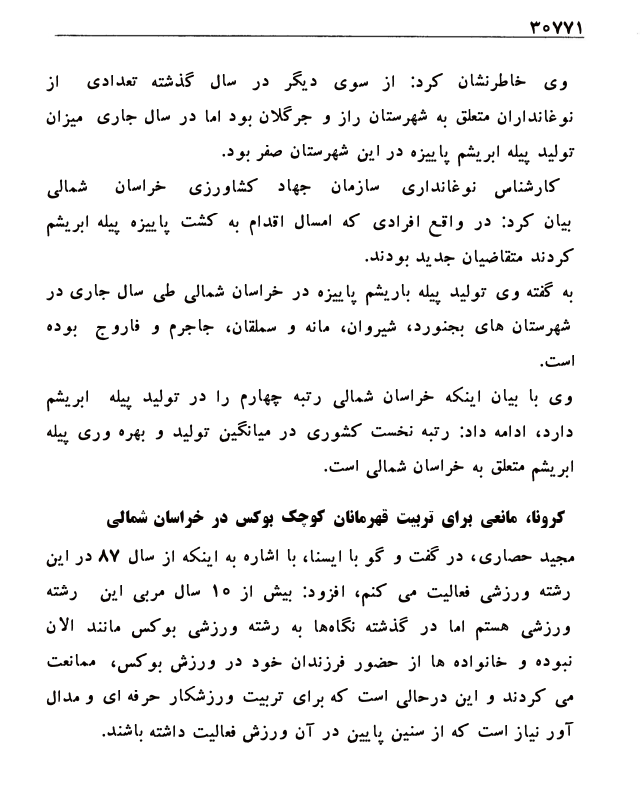 ۳۰۷۷۱
وی خاطرنشان کرد: از سوی دیگر در سال گذشته تعدادی از
نوغانداران متعلق به شهرستان راز و جرگلان بود اما در سال جاری میزان
تولید پیله ابریشم پاییزه در این شهرستان صفر بود.
کارشناس نوغانداری سازمان جهاد کشاورزی خراسان شمالی
بیان کرد: در واقع افرادی که امسال اقدام به کشت پاییزه پیله ابریشم
کردند متقاضیان جدید بودند.
به گفته وی تولید پیله باریشم پاییزه در خراسان شمالی طی سال جاری در
شهرستان های بجنورد، شیروان، مانه و سملقان، جاجرم و فاروج بوده
است.
وی با بیان اینکه خراسان شمالی رتبه چهارم را در تولید پیله ابریشم
دارد، ادامه داد: رتبه نخست کشوری در میانگین تولید و بهره وری پیله
ابریشم متعلق به خراسان شمالی است.
کرونا، مانعی برای تربیت قهرمانان کوچک بوکس در خراسان شمالی
مجید حصاری، در گفت و گو با ایسنا، با اشاره به اینکه از سال ۸۷ در این
رشته ورزشی فعالیت می کنم، افزود: بیش از ۱۰ سال مربی این رشته
ورزشی هستم اما در گذشته نگاه‌ها به رشته ورزشی بوکس مانند الان
نبوده و خانواده ها از حضور فرزندان خود در ورزش بوکس، ممانعت
می کردند و این درحالی است که برای تربیت ورزشکار حرفه ای و مدال
آور نیاز است که از سنین پایین در آن ورزش فعالیت داشته باشند.